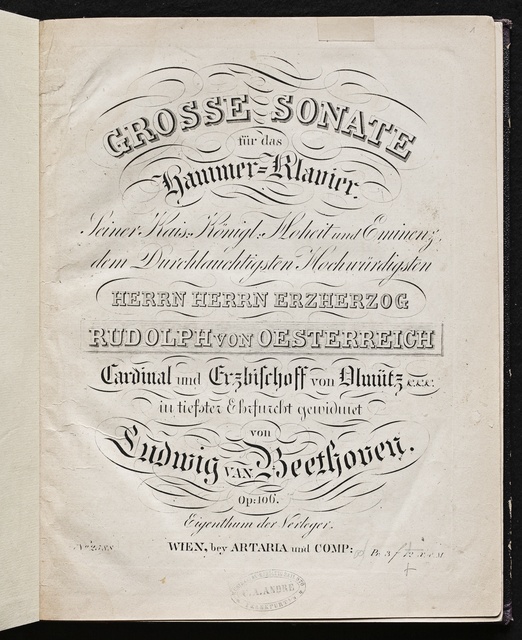 GROSSE SONATE
für das
Hammer=Klavier.
Seiner Kais: Königl: Hoheit und Eminenz,
dem Durchlauchtigsten Hochwürdigsten
HERRN HERRN ERZHERZOG
RUDOLPH VON OESTERREICH
Cardinal und Erzbischoff von Olmütz &c.&c.&c.
in tiefster Ehrfurcht gewidmet
von
Ludwig van Beethoven.
Op: 106.
Eigenthum der Verleger.
WIEN, bey ARTARIA und COMP:
C.A. ANDRÉ